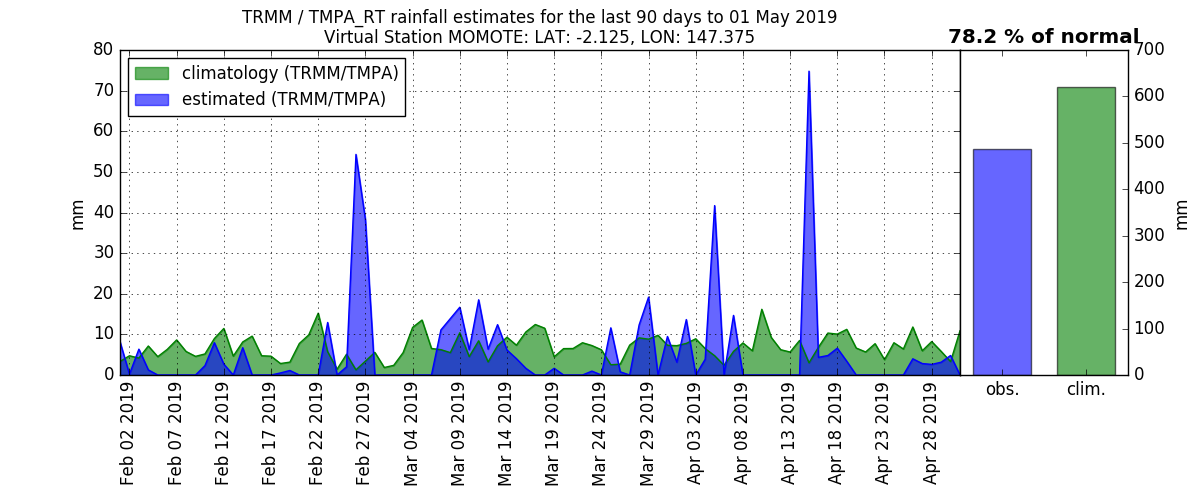 TRMM / TMPA_RT rainfall estimates for the last 90 days to 01 May 2019
Virtual Station MOMOTE: LAT: -2.125, LON: 147.375
78.2 % of normal
climatology (TRMM/TMPA)
estimated (TRMM/TMPA)
80
70
60
50
40
30
20
10
0
mm
Feb 02 2019
Feb 07 2019
Feb 12 2019
Feb 17 2019
Feb 22 2019
Feb 27 2019
Mar 04 2019
Mar 09 2019
Mar 14 2019
Mar 19 2019
Mar 24 2019
Mar 29 2019
Apr 03 2019
Apr 08 2019
Apr 13 2019
Apr 18 2019
Apr 23 2019
Apr 28 2019
700
600
500
400
300
200
100
0
mm
obs.
clim.